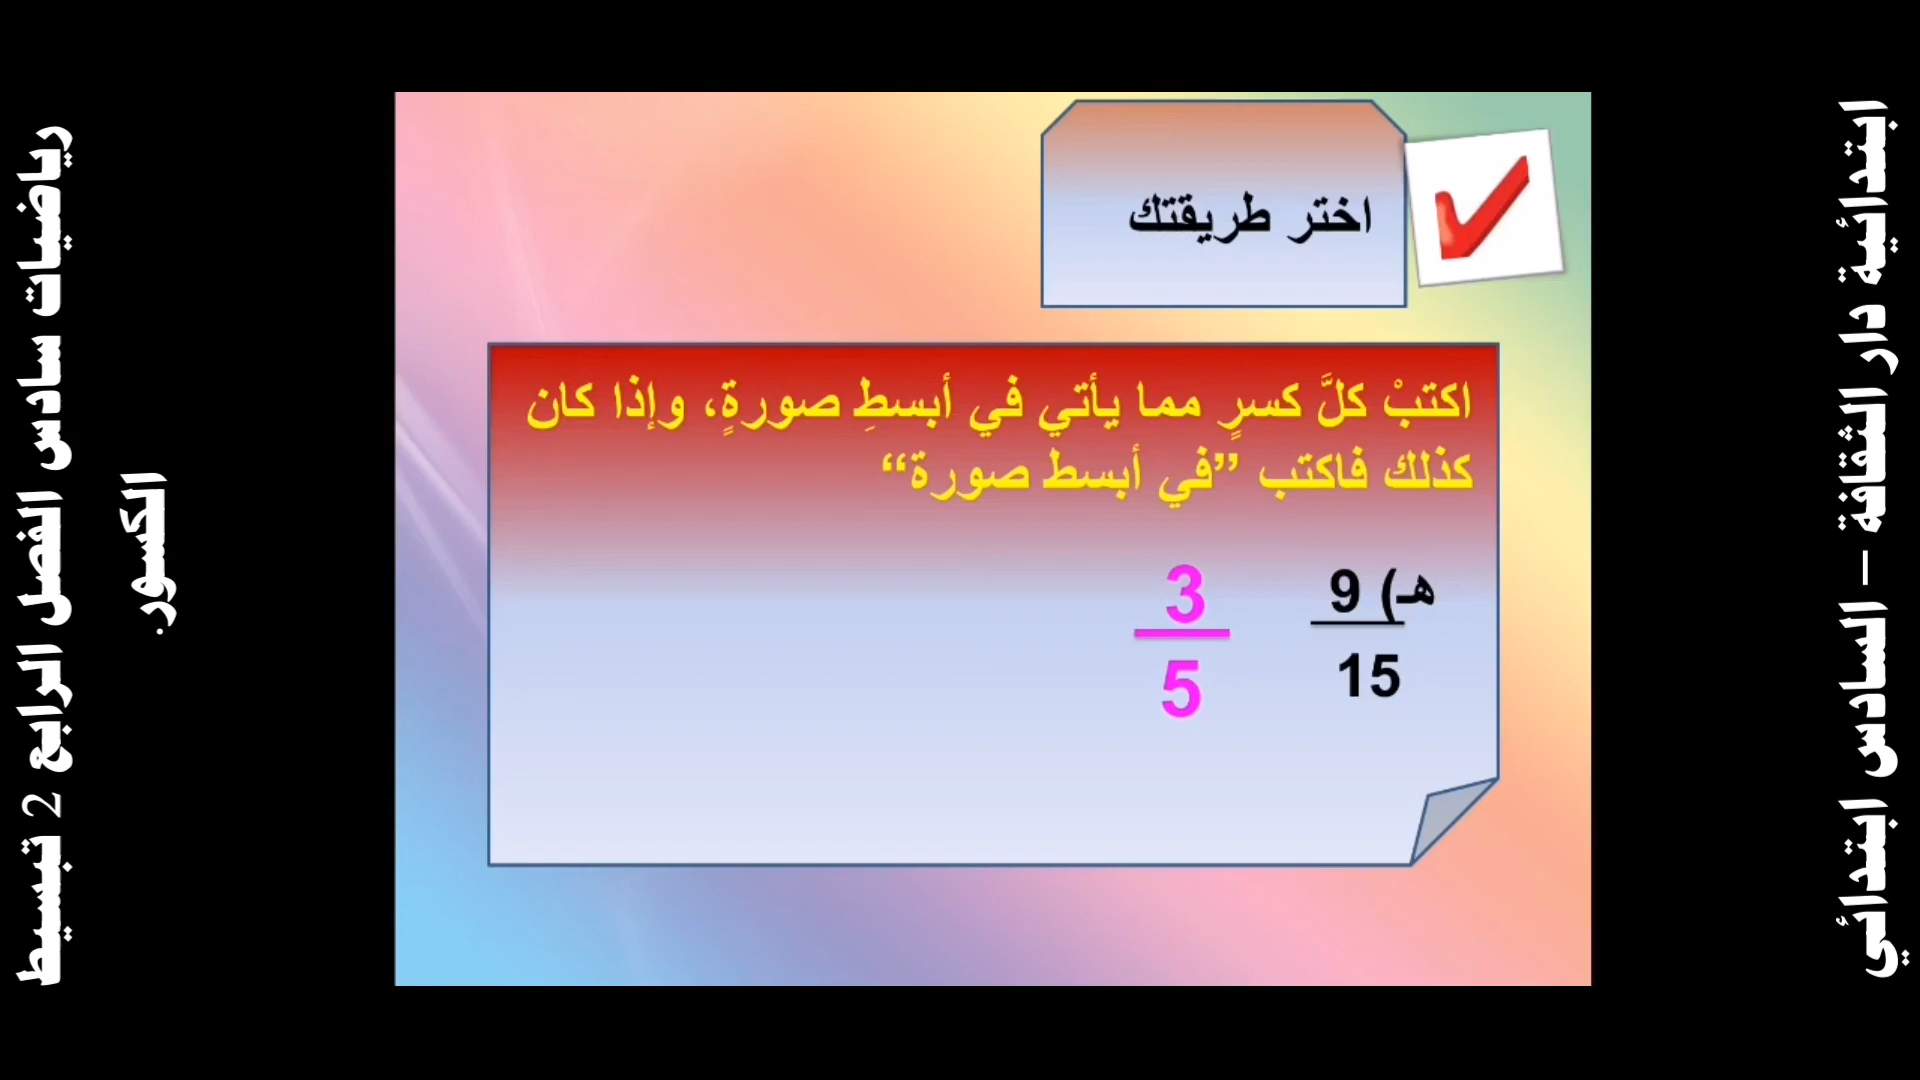 ابتدائية دار الثقافة – السادس ابتدائي
اختر طريقتك
اكتبْ كلَّ كسرٍ مما يأتي في أبسطِ صورةٍ، وإذا كان
كذلك فاكتب ”في أبسط صورة“
هـ) 9
15
3
5
رياضيات سادس الفصل الرابع 2 تبسيط
الكسور.